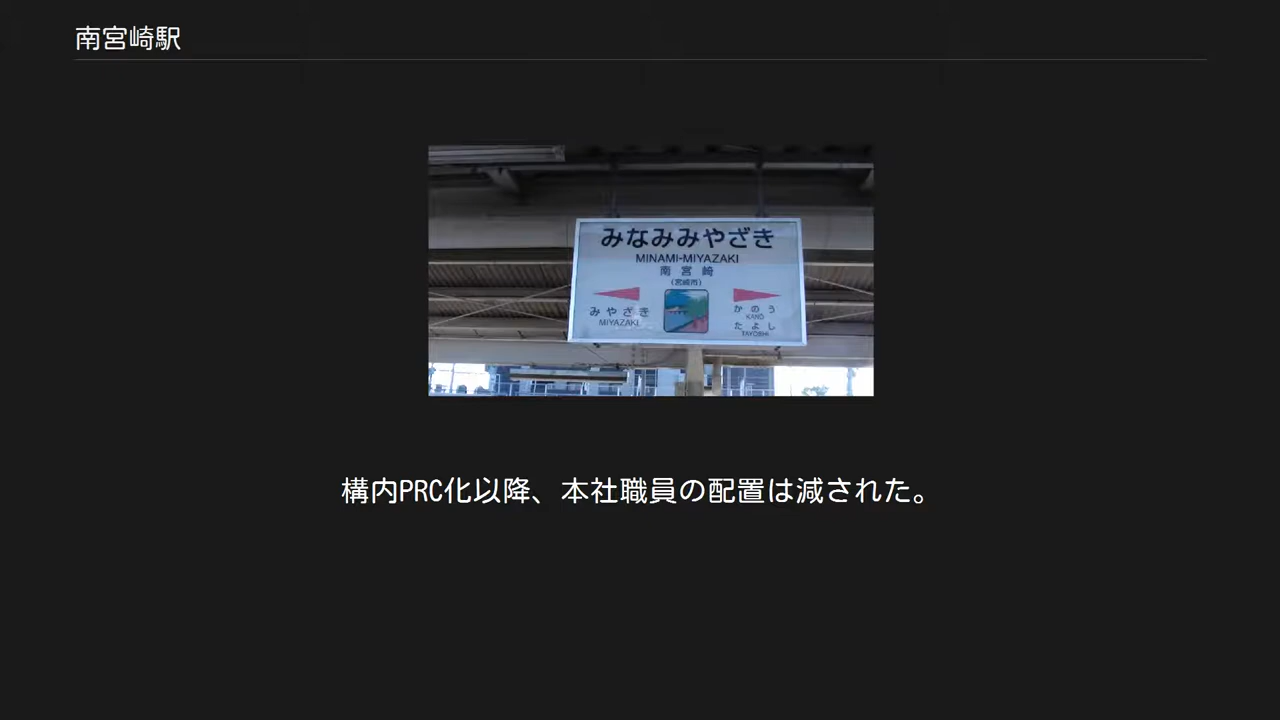 南宮崎駅
みなみみやざき
MINAMI-MIYAZAKI
南宮崎
(宮崎市)
みやざき
MIYAZAKI
かのう
KANO
たよし
TAYOSHI
構内PRC化以降、本社職員の配置は減された。